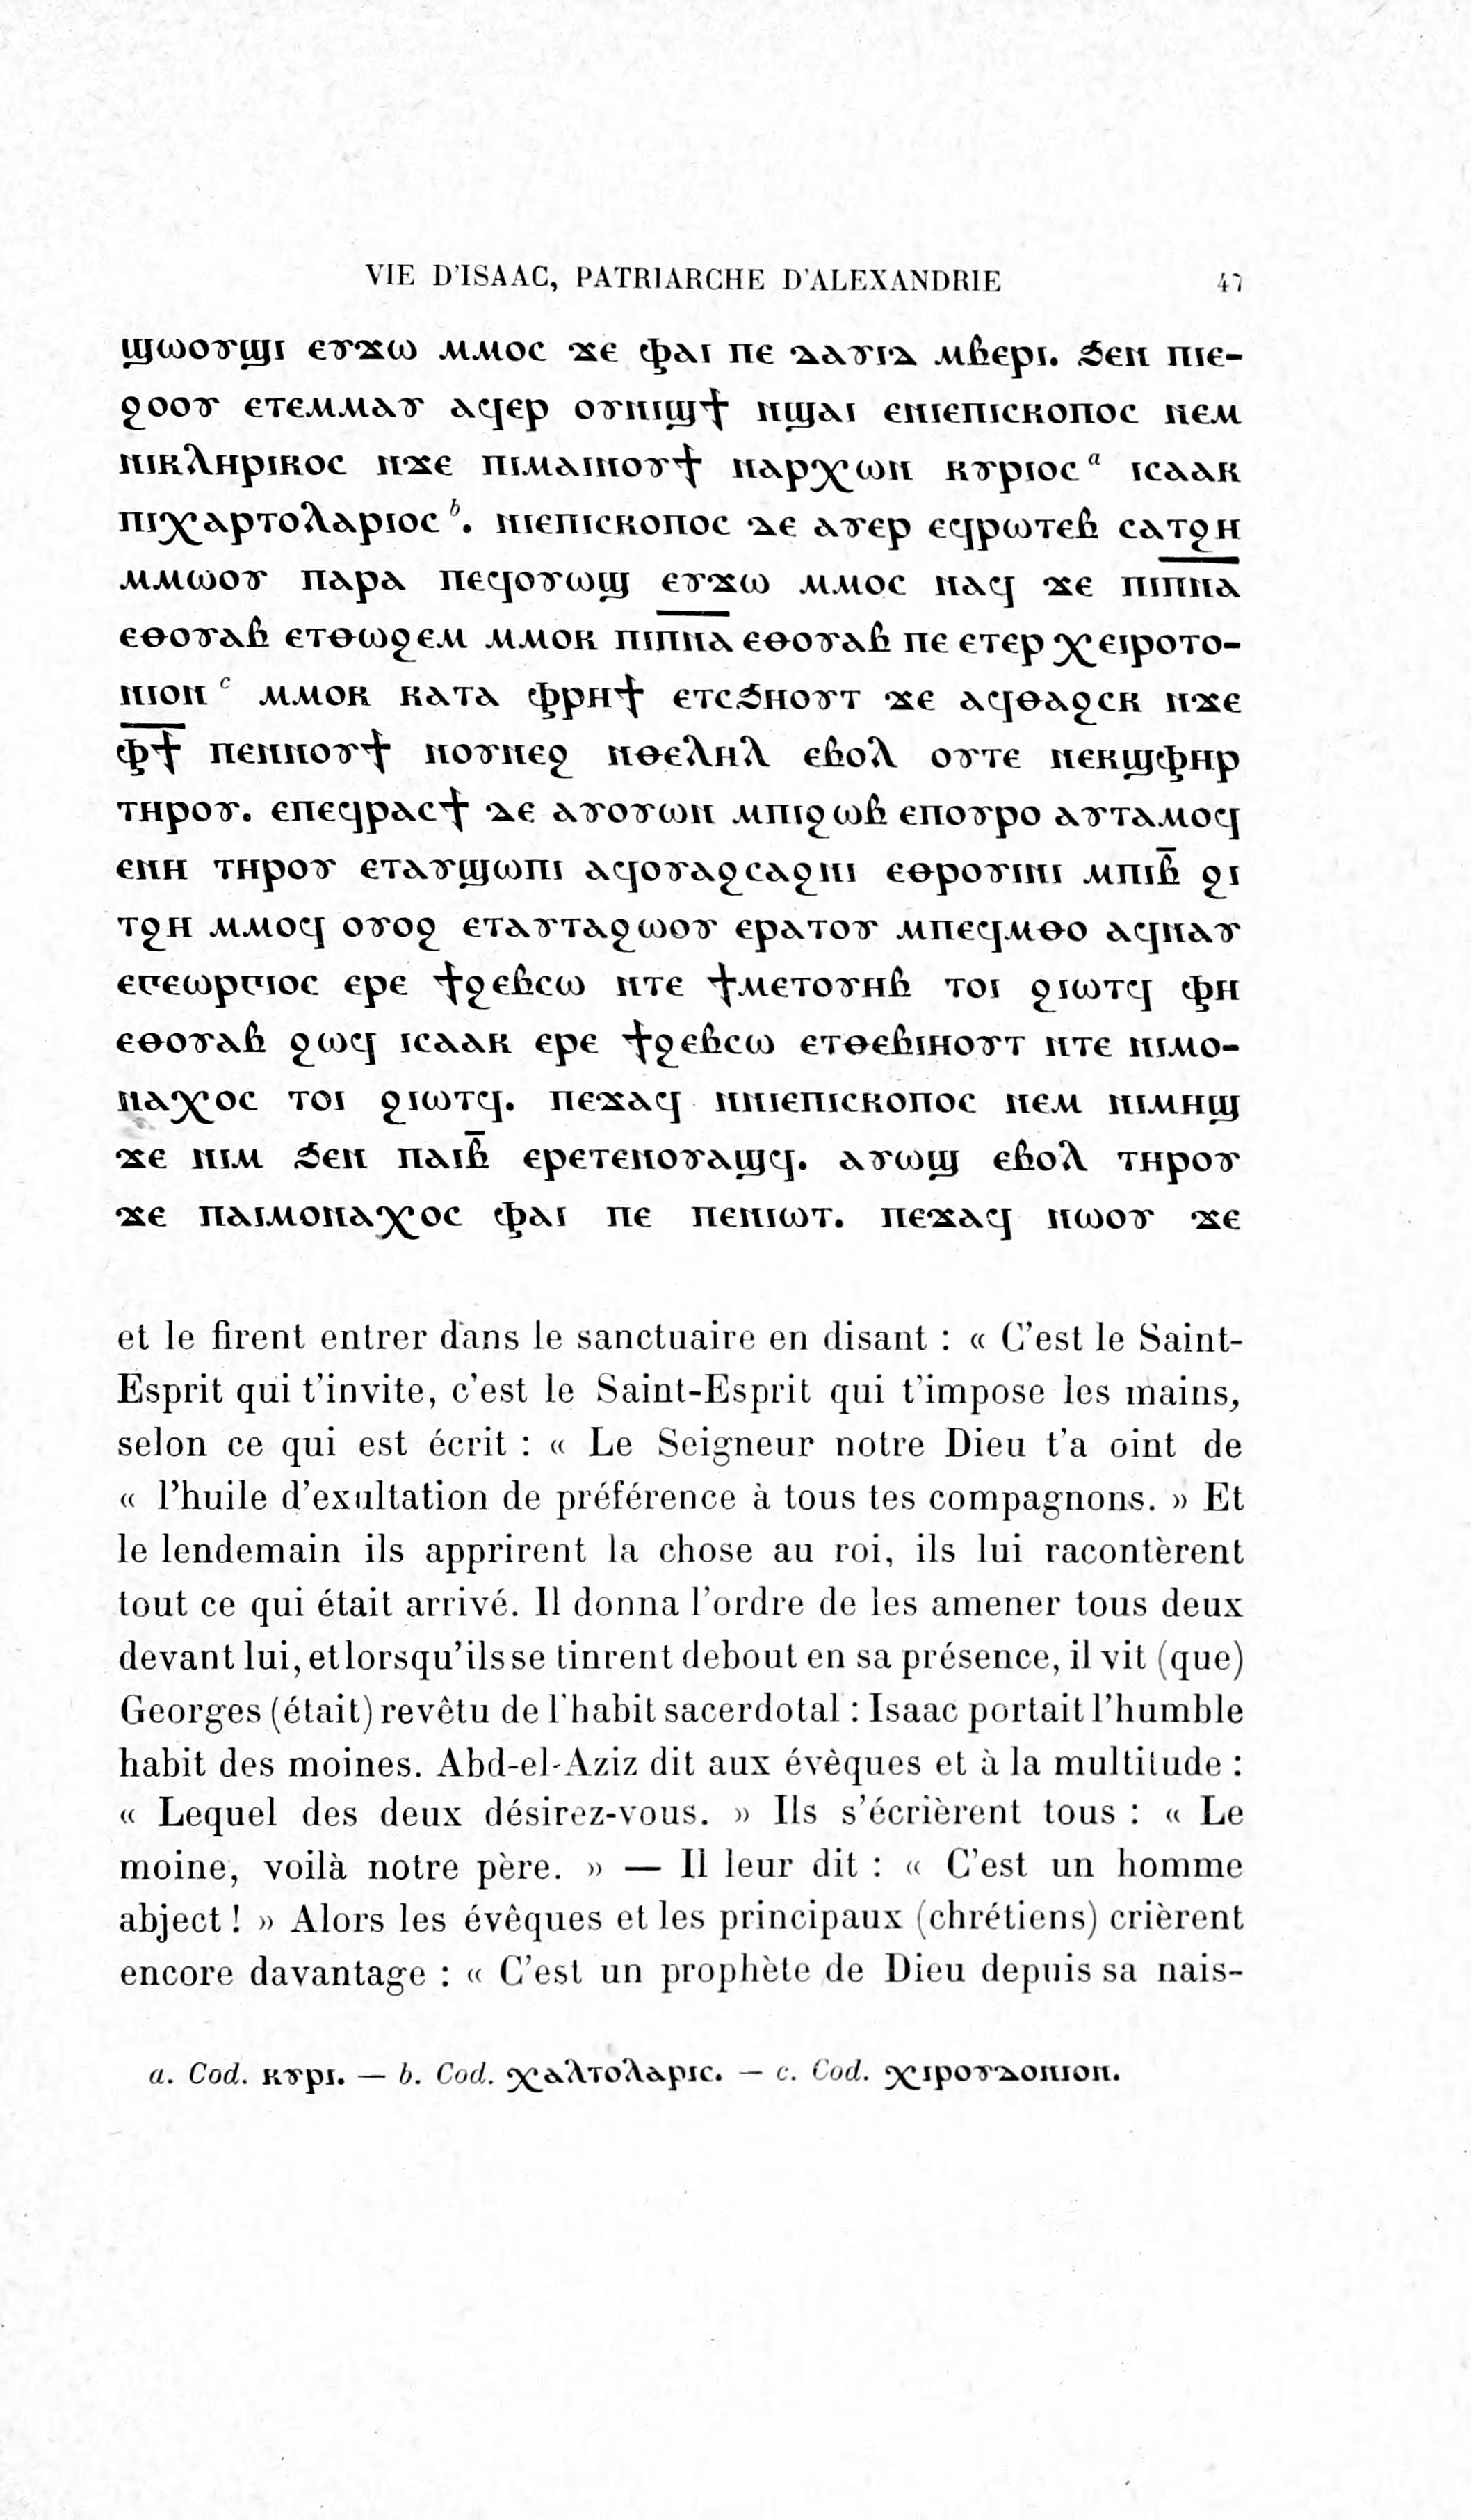 VIE D'ISAAC, PATRIARCHE D'ALEXANDRIE 47
ϣⲱⲟⲩϣⲓ ⲉⲩϫⲱ ⲙⲙⲟⲥ ϫⲉ ⲫⲁⲓ ⲡⲉ ⲇⲁⲩⲓⲇ ⲙⲃⲉⲣⲓ. ϧⲉⲛ ⲡⲓⲉ-
ϩⲟⲟⲩ ⲉⲧⲉⲙⲙⲁⲩ ⲁϥⲉⲣ ⲟⲩⲛⲓϣϯ ⲛϣⲁⲓ ⲉⲛⲓⲉⲡⲓⲥⲕⲟⲡⲟⲥ ⲛⲉⲙ
ⲛⲓⲕⲗⲏⲣⲓⲕⲟⲥ ⲛϫⲉ ⲡⲓⲙⲁⲓⲛⲟⲩϯ ⲛⲁⲣⲭⲱⲛ ⲕⲩⲣⲓⲟⲥ ᵃ ⲓⲥⲁⲁⲕ
ⲡⲓⲭⲁⲣⲧⲟⲗⲁⲣⲓⲟⲥ ᵇ. ⲛⲓⲉⲡⲓⲥⲕⲟⲡⲟⲥ ⲇⲉ ⲁⲩⲉⲣ ⲉϥⲣⲱⲧⲉⲃ ⲥⲁⲧϩⲏ
ⲙⲙⲱⲟⲩ ⲡⲁⲣⲁ ⲡⲉϥⲟⲩⲱϣ ⲉⲩϫⲱ ⲙⲙⲟⲥ ⲛⲁϥ ϫⲉ ⲡⲓⲡ̅ⲛ̅ⲁ̅
ⲉⲑⲟⲩⲁⲃ ⲉⲧⲑⲱϩⲉⲙ ⲙⲙⲟⲕ ⲡⲓⲡ̅ⲛ̅ⲁ̅ ⲉⲑⲟⲩⲁⲃ ⲡⲉ ⲉⲧⲉⲣ ⲭⲉⲓⲣⲟⲧⲟ-
ⲛⲓⲟⲛ ᶜ ⲙⲙⲟⲕ ⲕⲁⲧⲁ ⲫⲣⲏϯ ⲉⲧⲥϧⲏⲟⲩⲧ ϫⲉ ⲁϥⲑⲁϩⲥⲕ ⲛϫⲉ
ⲫ̅ϯ̅ ⲡⲉⲛⲛⲟⲩϯ ⲛⲟⲩⲛⲉϩ ⲛⲑⲉⲗⲏⲗ ⲉⲃⲟⲗ ⲟⲩⲧⲉ ⲛⲉⲕϣⲫⲏⲣ
ⲧⲏⲣⲟⲩ. ⲉⲡⲉϥⲣⲁⲥϯ ⲇⲉ ⲁⲩⲟⲩⲱⲛ ⲙⲡⲓϩⲱⲃ ⲉⲡⲟⲩⲣⲟ ⲁⲩⲧⲁⲙⲟϥ
ⲉⲛⲏ ⲧⲏⲣⲟⲩ ⲉⲧⲁⲩϣⲱⲡⲓ ⲁϥⲟⲩⲁϩⲥⲁϩⲛⲓ ⲉⲑⲣⲟⲩⲓⲛⲓ ⲙⲡⲓⲃ̅ ϩⲓ
ⲧϩⲏ ⲙⲙⲟϥ ⲟⲩⲟϩ ⲉⲧⲁⲩⲧⲁϩⲱⲟⲩ ⲉⲣⲁⲧⲟⲩ ⲙⲡⲉϥⲙⲑⲟ ⲁϥⲛⲁⲩ
ⲉⲅⲉⲱⲣⲅⲓⲟⲥ ⲉⲣⲉ ϯϩⲉⲃⲥⲱ ⲛⲧⲉ ϯⲙⲉⲧⲟⲩⲏⲃ ⲧⲟⲓ ϩⲓⲱⲧϥ ⲫⲏ
ⲉⲑⲟⲩⲁⲃ ϩⲱϥ ⲓⲥⲁⲁⲕ ⲉⲣⲉ ϯϩⲉⲃⲥⲱ ⲉⲧⲑⲉⲃⲓⲏⲟⲩⲧ ⲛⲧⲉ ⲛⲓⲙⲟ-
ⲛⲁⲭⲟⲥ ⲧⲟⲓ ϩⲓⲱⲧϥ. ⲡⲉϫⲁϥ ⲛⲛⲓⲉⲡⲓⲥⲕⲟⲡⲟⲥ ⲛⲉⲙ ⲛⲓⲙⲏϣ
ϫⲉ ⲛⲓⲙ ϧⲉⲛ ⲡⲁⲓⲃ̅ ⲉⲣⲉⲧⲉⲛⲟⲩⲁϣϥ. ⲁⲩⲱϣ ⲉⲃⲟⲗ ⲧⲏⲣⲟⲩ
ϫⲉ ⲡⲁⲓⲙⲟⲛⲁⲭⲟⲥ ⲫⲁⲓ ⲡⲉ ⲡⲉⲛⲓⲱⲧ. ⲡⲉϫⲁϥ ⲛⲱⲟⲩ ϫⲉ
et le firent entrer dans le sanctuaire en disant : « C'est le Saint-
Esprit qui t'invite, c'est le Saint-Esprit qui t'impose les mains,
selon ce qui est écrit : « Le Seigneur notre Dieu t'a oint de
« l'huile d'exultation de préférence à tous tes compagnons. » Et
le lendemain ils apprirent la chose au roi, ils lui racontèrent
tout ce qui était arrivé. Il donna l'ordre de les amener tous deux
devant lui, et lorsqu'ils se tinrent debout en sa présence, il vit (que)
Georges (était) revêtu de l'habit sacerdotal : Isaac portait l'humble
habit des moines. Abd-el-Aziz dit aux évèques et à la multitude :
« Lequel des deux désirez-vous. » Ils s'écrièrent tous : « Le
moine, voilà notre père. » — Il leur dit : « C'est un homme
abject ! » Alors les évêques et les principaux (chrétiens) crièrent
encore davantage : « C'est un prophète de Dieu depuis sa nais-
a. Cod. ⲕⲩⲣⲓ. — b. Cod. ⲭⲁⲗⲧⲟⲗⲁⲣⲓⲥ. — c. Cod. ⲭⲓⲣⲟⲩⲇⲟⲛⲓⲟⲛ.